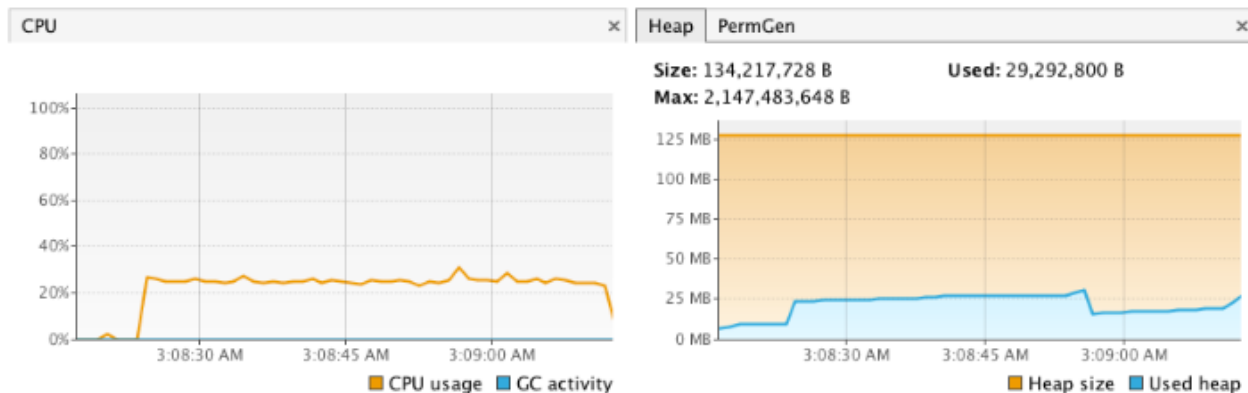 CPU ×
100%
80%
60%
40%
20%
0%
3:08:30 AM 3:08:45 AM 3:09:00 AM
CPU usage GC activity
Heap PermGen ×
Size: 134,217,728 B Used: 29,292,800 B
Max: 2,147,483,648 B
125 MB
100 MB
75 MB
50 MB
25 MB
0 MB
3:08:30 AM 3:08:45 AM 3:09:00 AM
Heap size Used heap